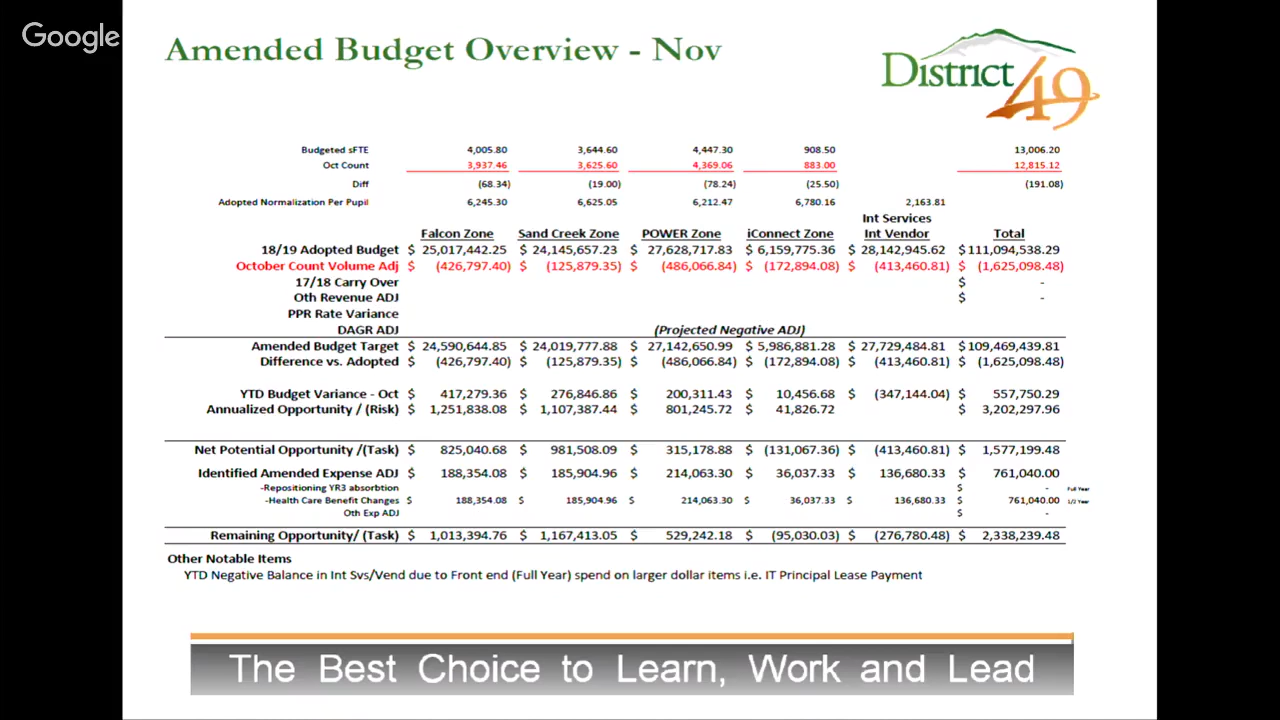 Google
Amended Budget Overview - Nov
District 49
Budgeted sFTE 4,005.80 3,644.60 4,447.30 908.50 13,006.20
Oct Count 3,937.46 3,625.60 4,369.06 883.00 12,815.12
Diff (68.34) (19.00) (78.24) (25.50) (191.08)
Adopted Normalization Per Pupil 6,245.30 6,625.05 6,212.47 6,780.16 2,163.81
Int Services
Falcon Zone Sand Creek Zone POWER Zone iConnect Zone Int Vendor Total
18/19 Adopted Budget $ 25,017,442.25 $ 24,145,657.23 $ 27,628,717.83 $ 6,159,775.36 $ 28,142,945.62 $111,094,538.29
October Count Volume Adj $ (426,797.40) $ (125,879.35) $ (486,066.84) $ (172,894.08) $ (413,460.81) $ (1,625,098.48)
17/18 Carry Over $ -
Oth Revenue ADJ $ -
PPR Rate Variance
DAGR ADJ (Projected Negative ADJ)
Amended Budget Target $ 24,590,644.85 $ 24,019,777.88 $ 27,142,650.99 $ 5,986,881.28 $ 27,729,484.81 $109,469,439.81
Difference vs. Adopted $ (426,797.40) $ (125,879.35) $ (486,066.84) $ (172,894.08) $ (413,460.81) $ (1,625,098.48)
YTD Budget Variance - Oct $ 417,279.36 $ 276,846.86 $ 200,311.43 $ 10,456.68 $ (347,144.04) $ 557,750.29
Annualized Opportunity / (Risk) $ 1,251,838.08 $ 1,107,387.44 $ 801,245.72 $ 41,826.72 $ 3,202,297.96
Net Potential Opportunity /(Task) $ 825,040.68 $ 981,508.09 $ 315,178.88 $ (131,067.36) $ (413,460.81) $ 1,577,199.48
Identified Amended Expense ADJ $ 188,354.08 $ 185,904.96 $ 214,063.30 $ 36,037.33 $ 136,680.33 $ 761,040.00
-Repositioning YR3 absorbtion $ - Full Year
-Health Care Benefit Changes $ 188,354.08 $ 185,904.96 $ 214,063.30 $ 36,037.33 $ 136,680.33 $ 761,040.00 1/2 Year
Oth Exp ADJ $ -
Remaining Opportunity/ (Task) $ 1,013,394.76 $ 1,167,413.05 $ 529,242.18 $ (95,030.03) $ (276,780.48) $ 2,338,239.48
Other Notable Items
YTD Negative Balance in Int Svs/Vend due to Front end (Full Year) spend on larger dollar items i.e. IT Principal Lease Payment
The Best Choice to Learn, Work and Lead